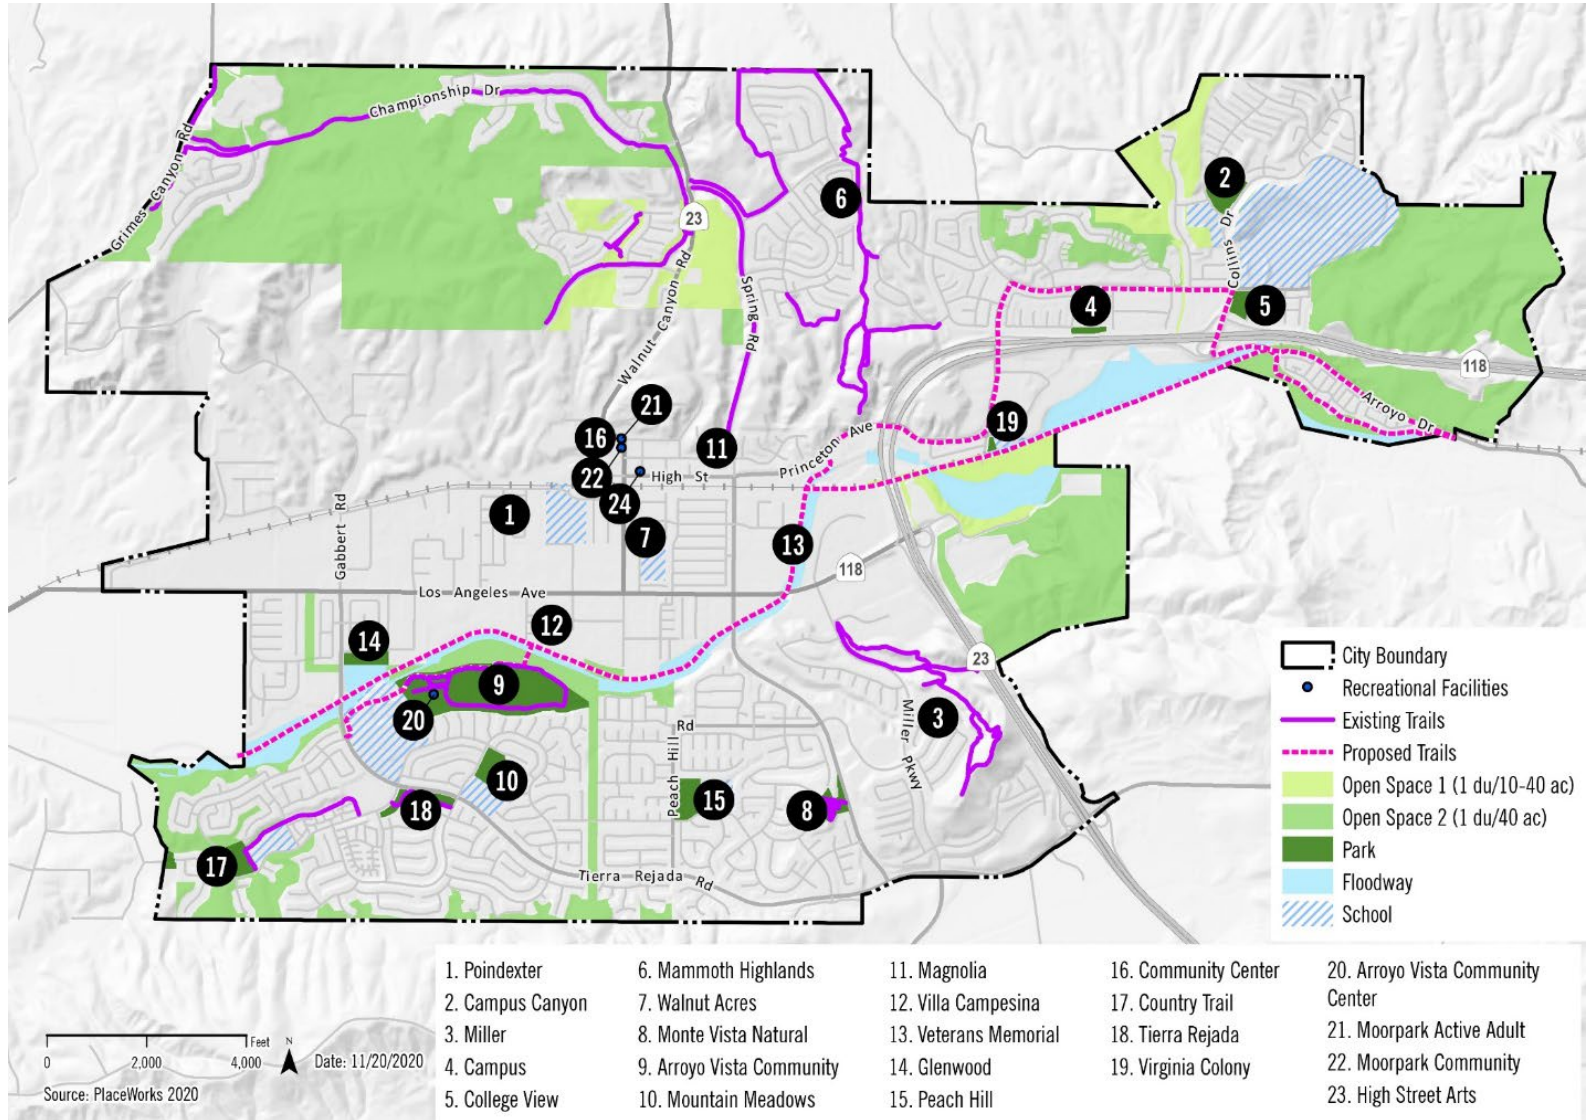 Championship Dr
Grimes Canyon Rd
2
6
23
Collins Dr
Walnut Canyon Rd
Spring Rd
4
5
118
Arroyo Dr
21
16
11
19
Princeton Ave
22
High St
24
1
7
13
Gabbert Rd
118
Los Angeles Ave
12
14
23
9
20
Miller Pkwy
3
Peach Hill Rd
10
15
18
8
17
Tierra Rejada Rd
City Boundary
Recreational Facilities
Existing Trails
Proposed Trails
Open Space 1 (1 du/10-40 ac)
Open Space 2 (1 du/40 ac)
Park
Floodway
School
1. Poindexter
2. Campus Canyon
3. Miller
4. Campus
5. College View
6. Mammoth Highlands
7. Walnut Acres
8. Monte Vista Natural
9. Arroyo Vista Community
10. Mountain Meadows
11. Magnolia
12. Villa Campesina
13. Veterans Memorial
14. Glenwood
15. Peach Hill
16. Community Center
17. Country Trail
18. Tierra Rejada
19. Virginia Colony
20. Arroyo Vista Community
Center
21. Moorpark Active Adult
22. Moorpark Community
23. High Street Arts
Feet
0 2,000 4,000
N
Date: 11/20/2020
Source: PlaceWorks 2020